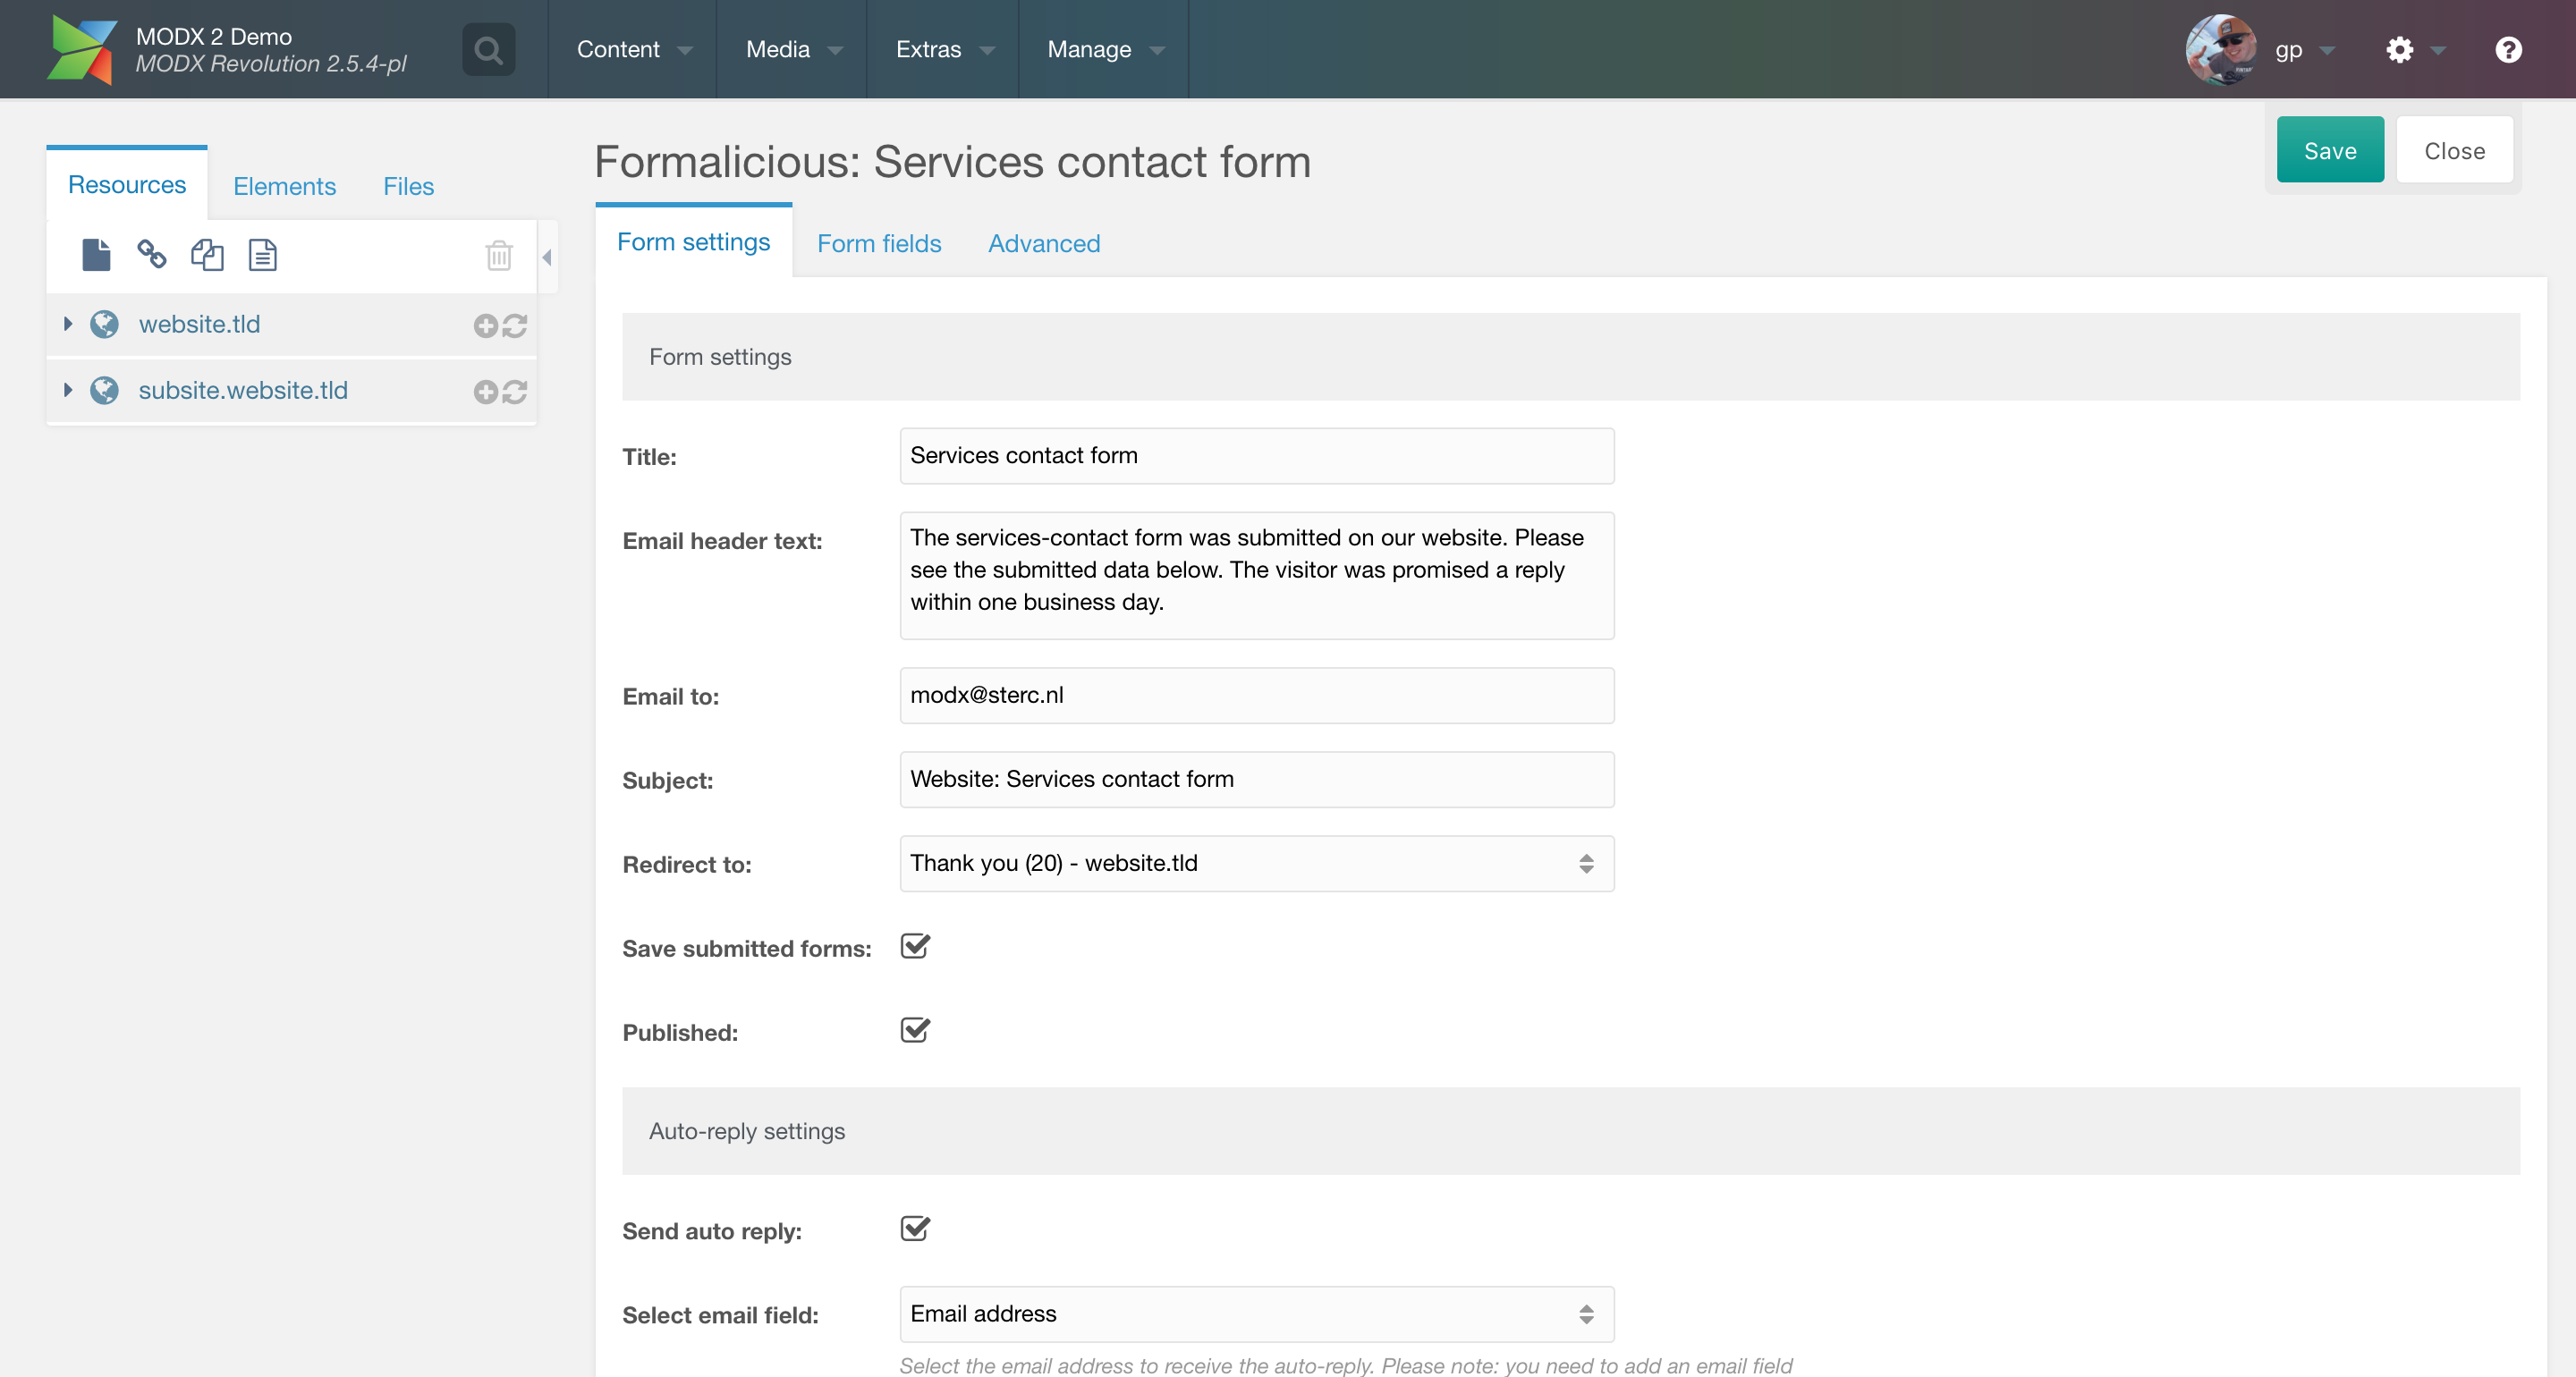 MODX 2 Demo
MODX Revolution 2.5.4-pl
Content
Media
Extras
Manage
gp
Resources
Elements
Files
website.tld
subsite.website.tld
Formalicious: Services contact form
Save
Close
Form settings
Form fields
Advanced
Form settings
Title:
Services contact form
Email header text:
The services-contact form was submitted on our website. Please
see the submitted data below. The visitor was promised a reply
within one business day.
Email to:
modx@sterc.nl
Subject:
Website: Services contact form
Redirect to:
Thank you (20) - website.tld
Save submitted forms:
Published:
Auto-reply settings
Send auto reply:
Select email field:
Email address
Select the email address to receive the auto-reply. Please note: you need to add an email field